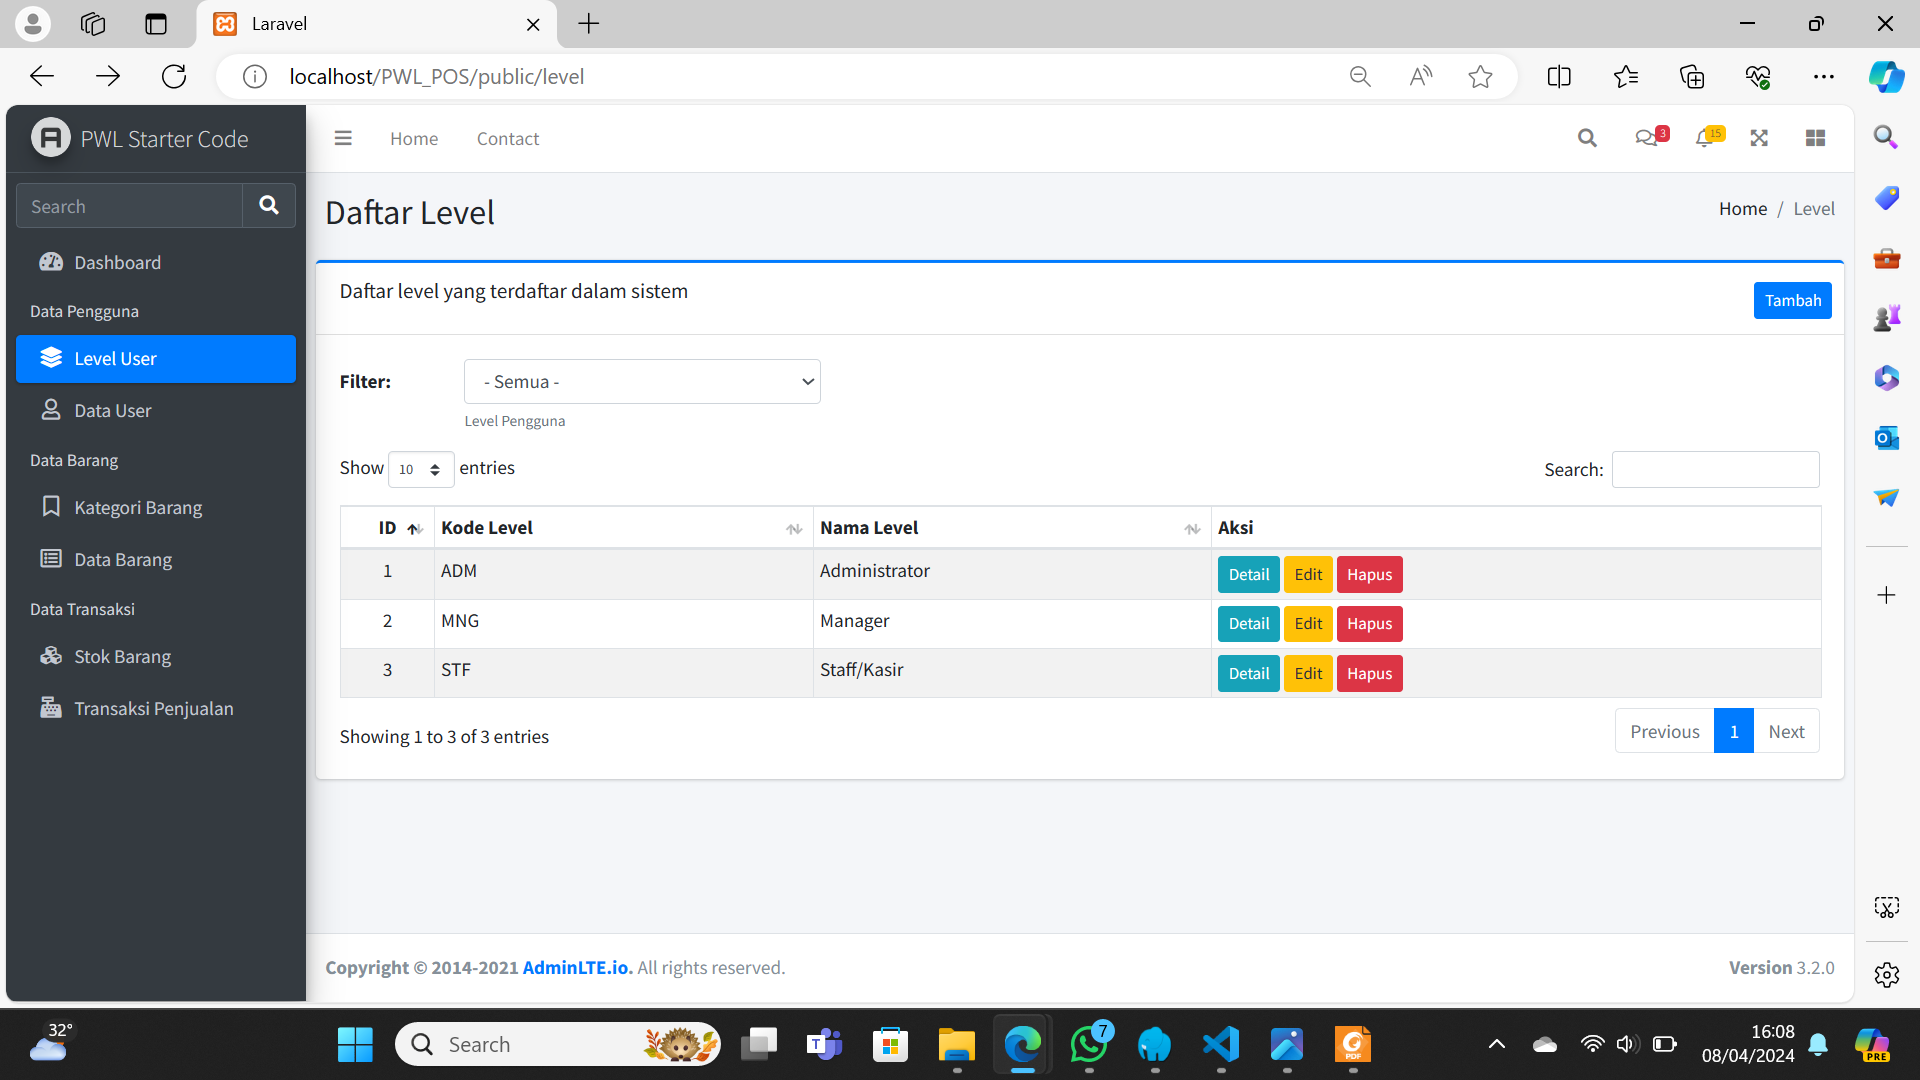 Laravel
localhost/PWL_POS/public/level
PWL Starter Code
Home Contact
3
15
Search
Daftar Level
Home / Level
Dashboard
Data Pengguna
Level User
Data User
Data Barang
Kategori Barang
Data Barang
Data Transaksi
Stok Barang
Transaksi Penjualan
Daftar level yang terdaftar dalam sistem
Tambah
Filter: - Semua -
Level Pengguna
Show 10 entries
Search:
ID Kode Level Nama Level Aksi
1 ADM Administrator Detail Edit Hapus
2 MNG Manager Detail Edit Hapus
3 STF Staff/Kasir Detail Edit Hapus
Showing 1 to 3 of 3 entries
Previous 1 Next
Copyright © 2014-2021 AdminLTE.io. All rights reserved.
Version 3.2.0
32°
Search
7
PDF
16:08
08/04/2024
PRE